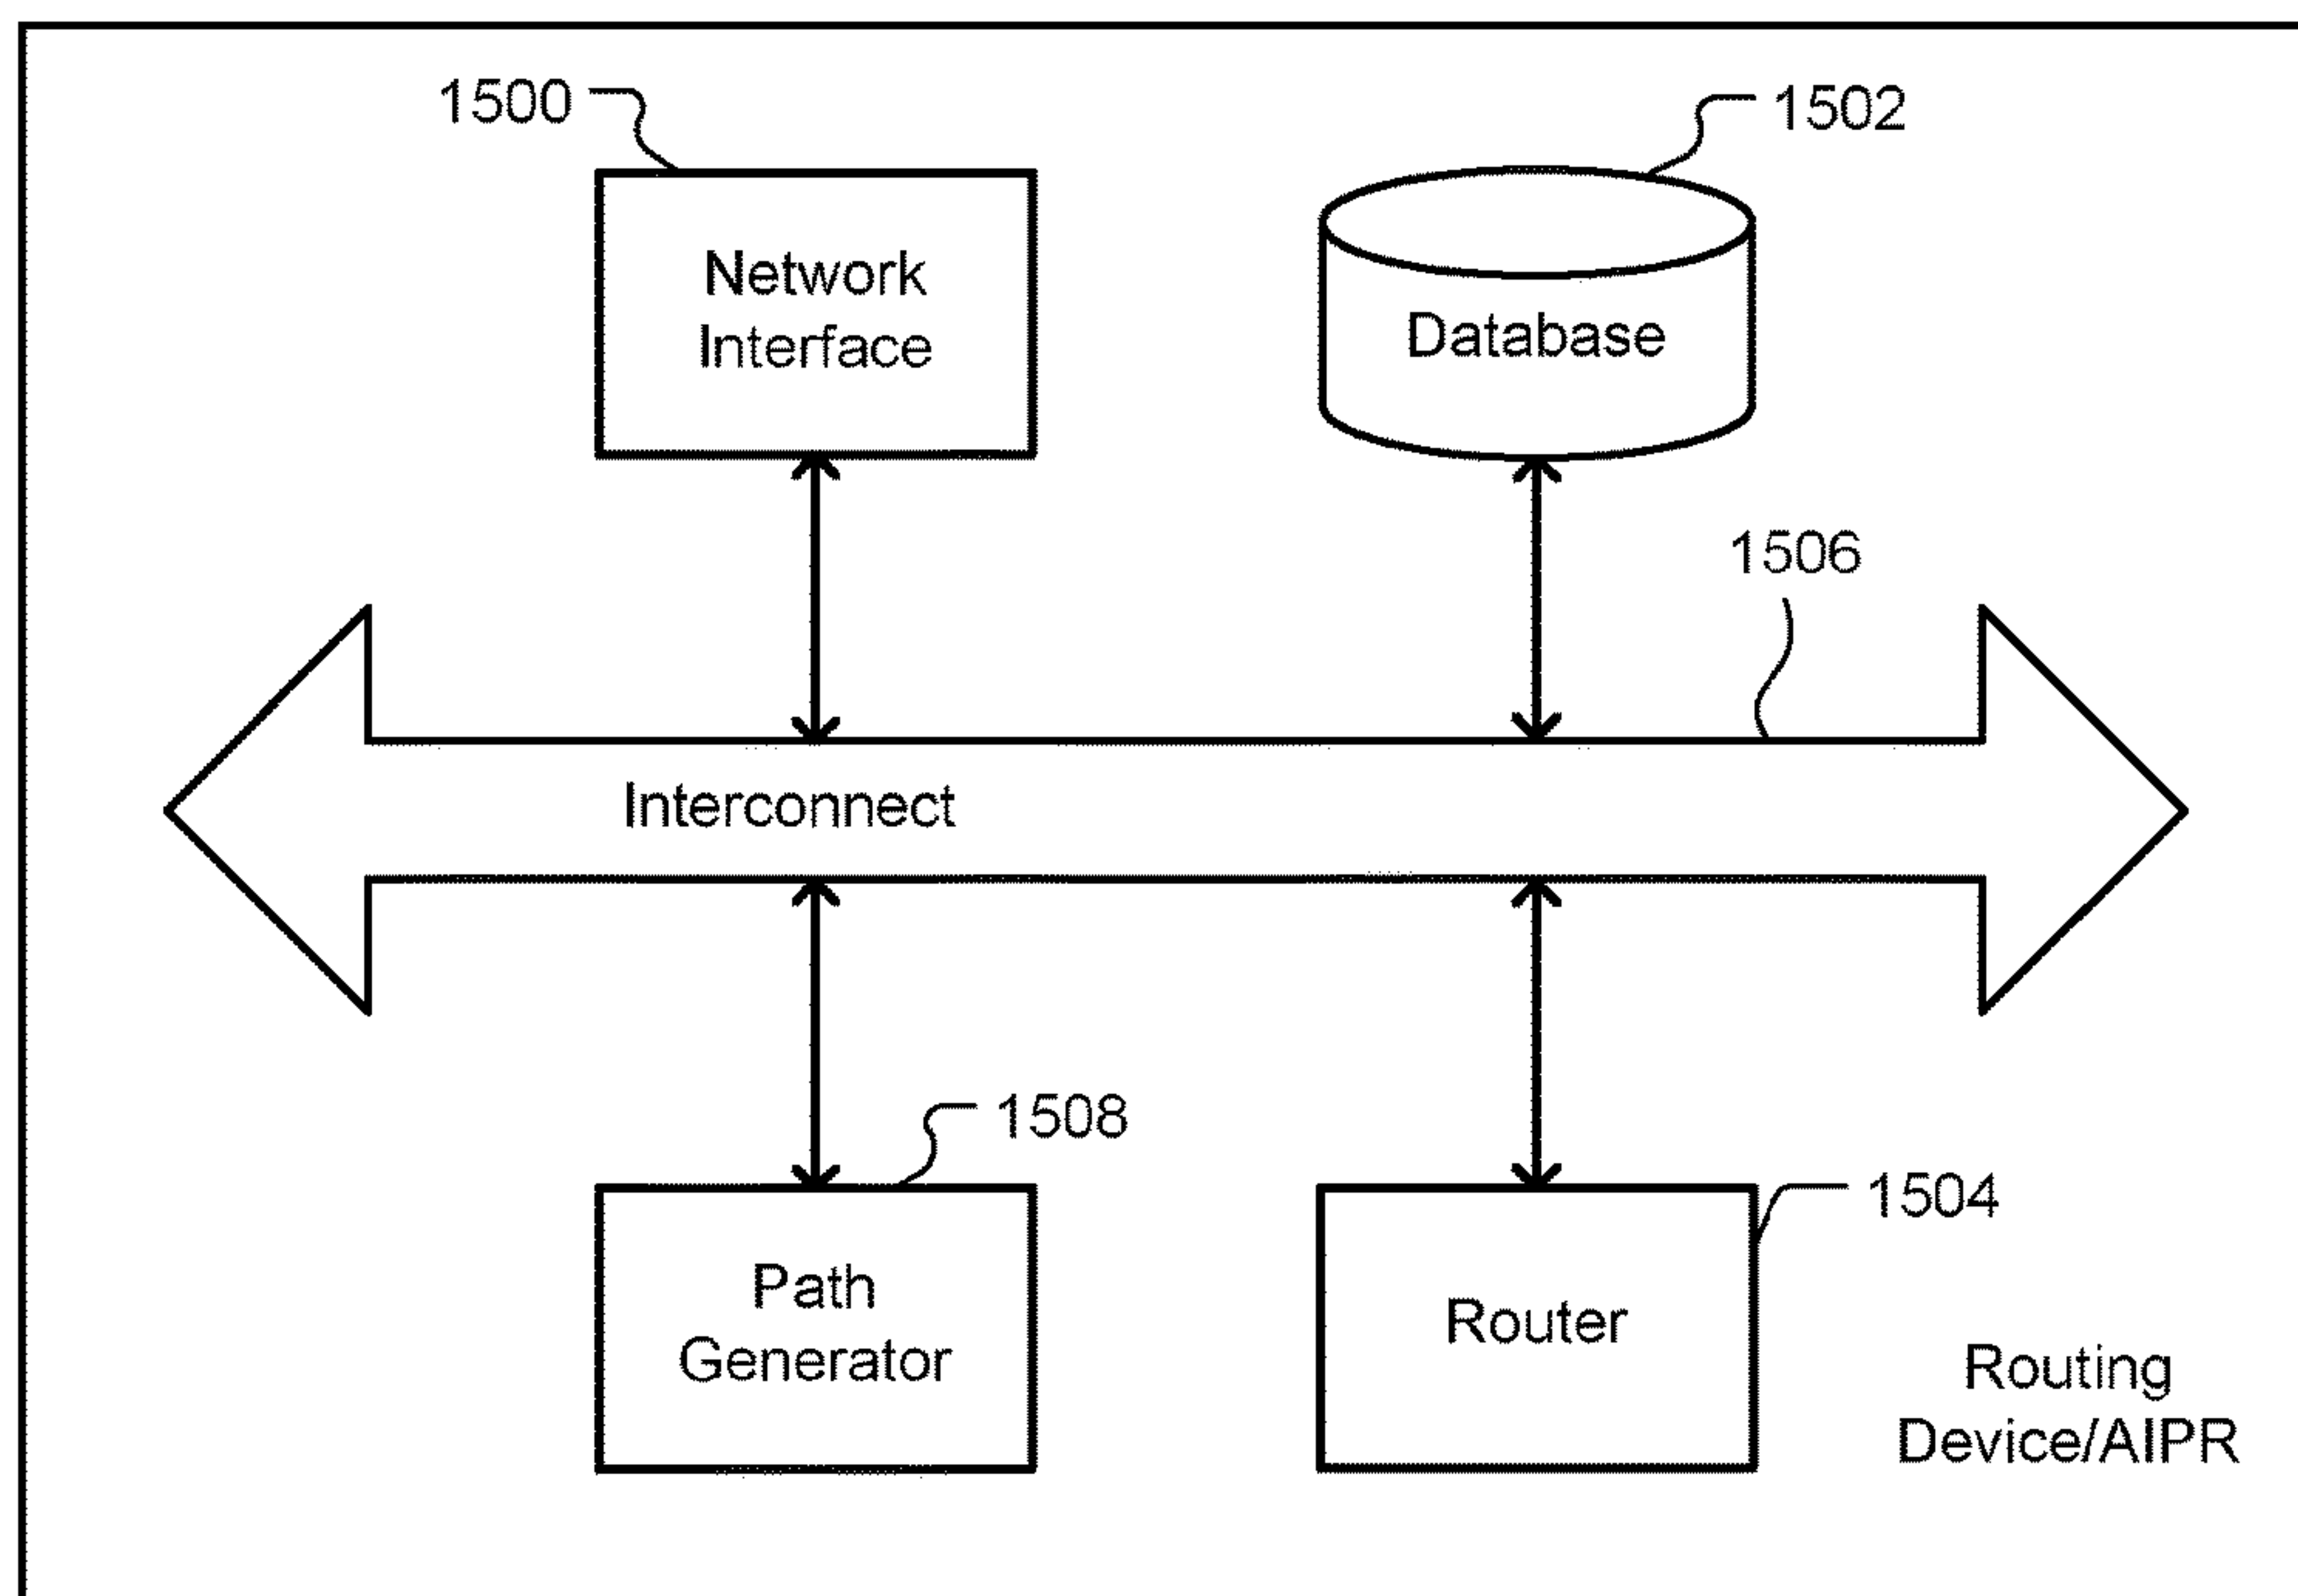 1500
1502
Network
Interface
Database
1506
Interconnect
1508
1504
Path
Generator
Router
Routing
Device/AIPR